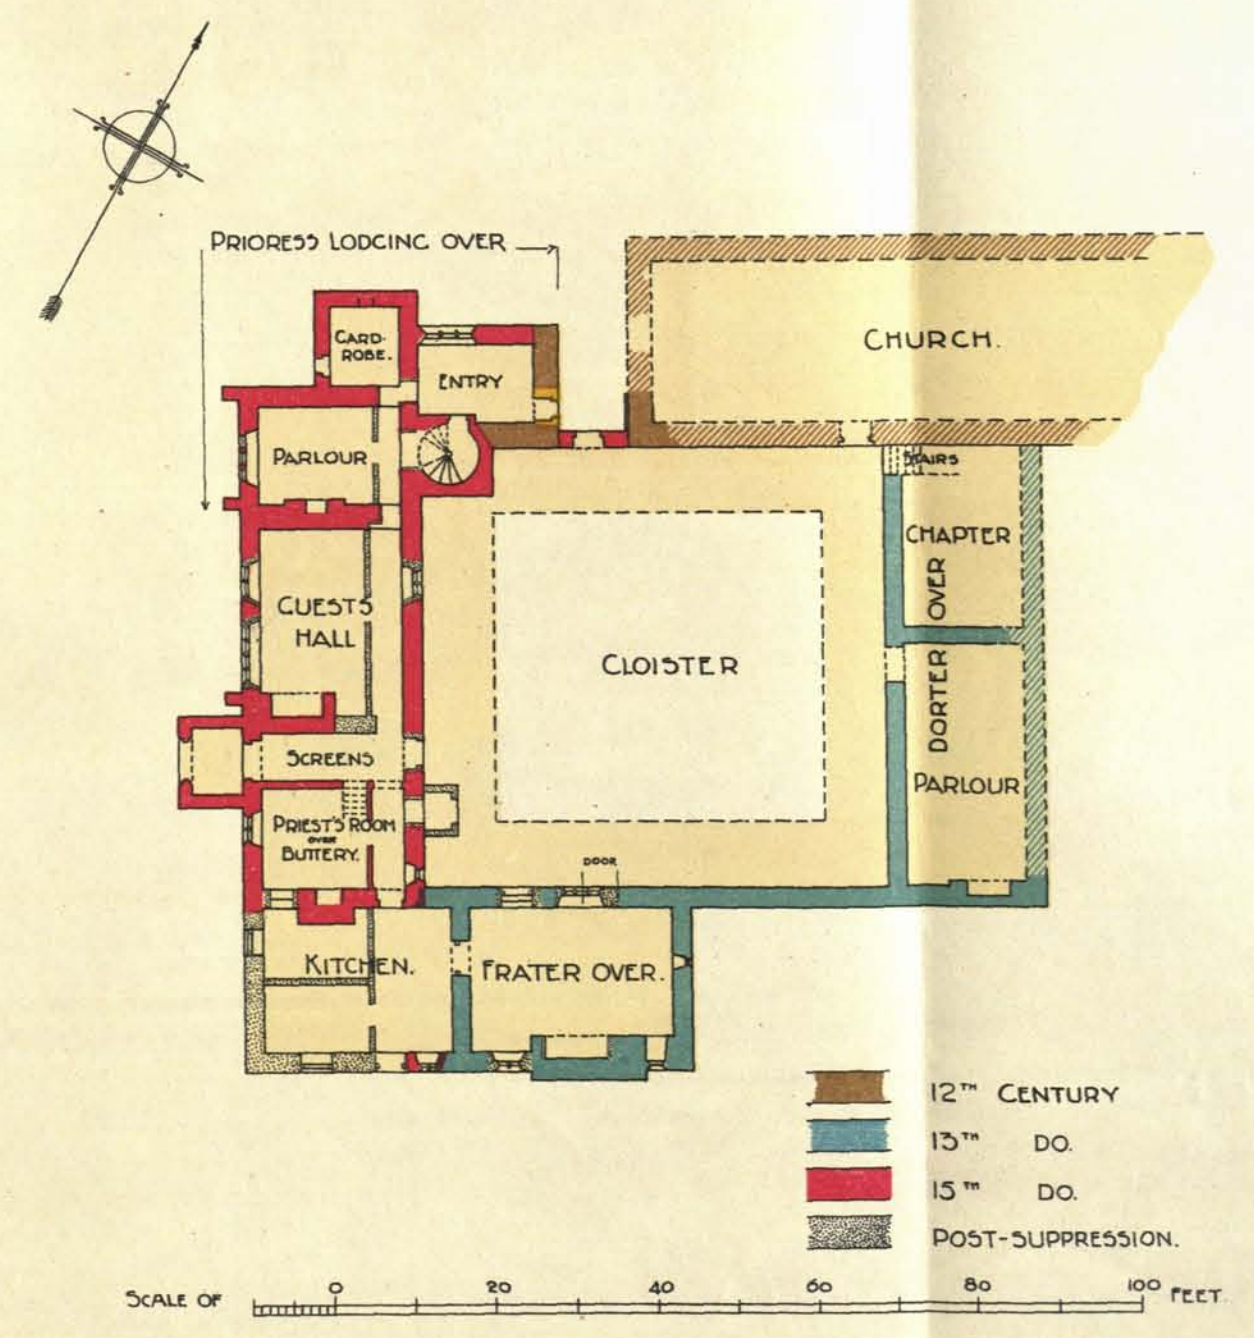 PRIORESS LODGING OVER
CHURCH.
GARD-
ROBE.
ENTRY
PARLOUR
STAIRS
CHAPTER
DORTER OVER
GUESTS
HALL
CLOISTER
SCREENS
PARLOUR
PRIEST'S ROOM
OVER
BUTTERY.
DOOR
KITCHEN.
FRATER OVER.
12TH CENTURY
13TH DO.
15TH DO.
POST-SUPPRESSION.
SCALE OF 0 20 40 60 80 100 FEET.